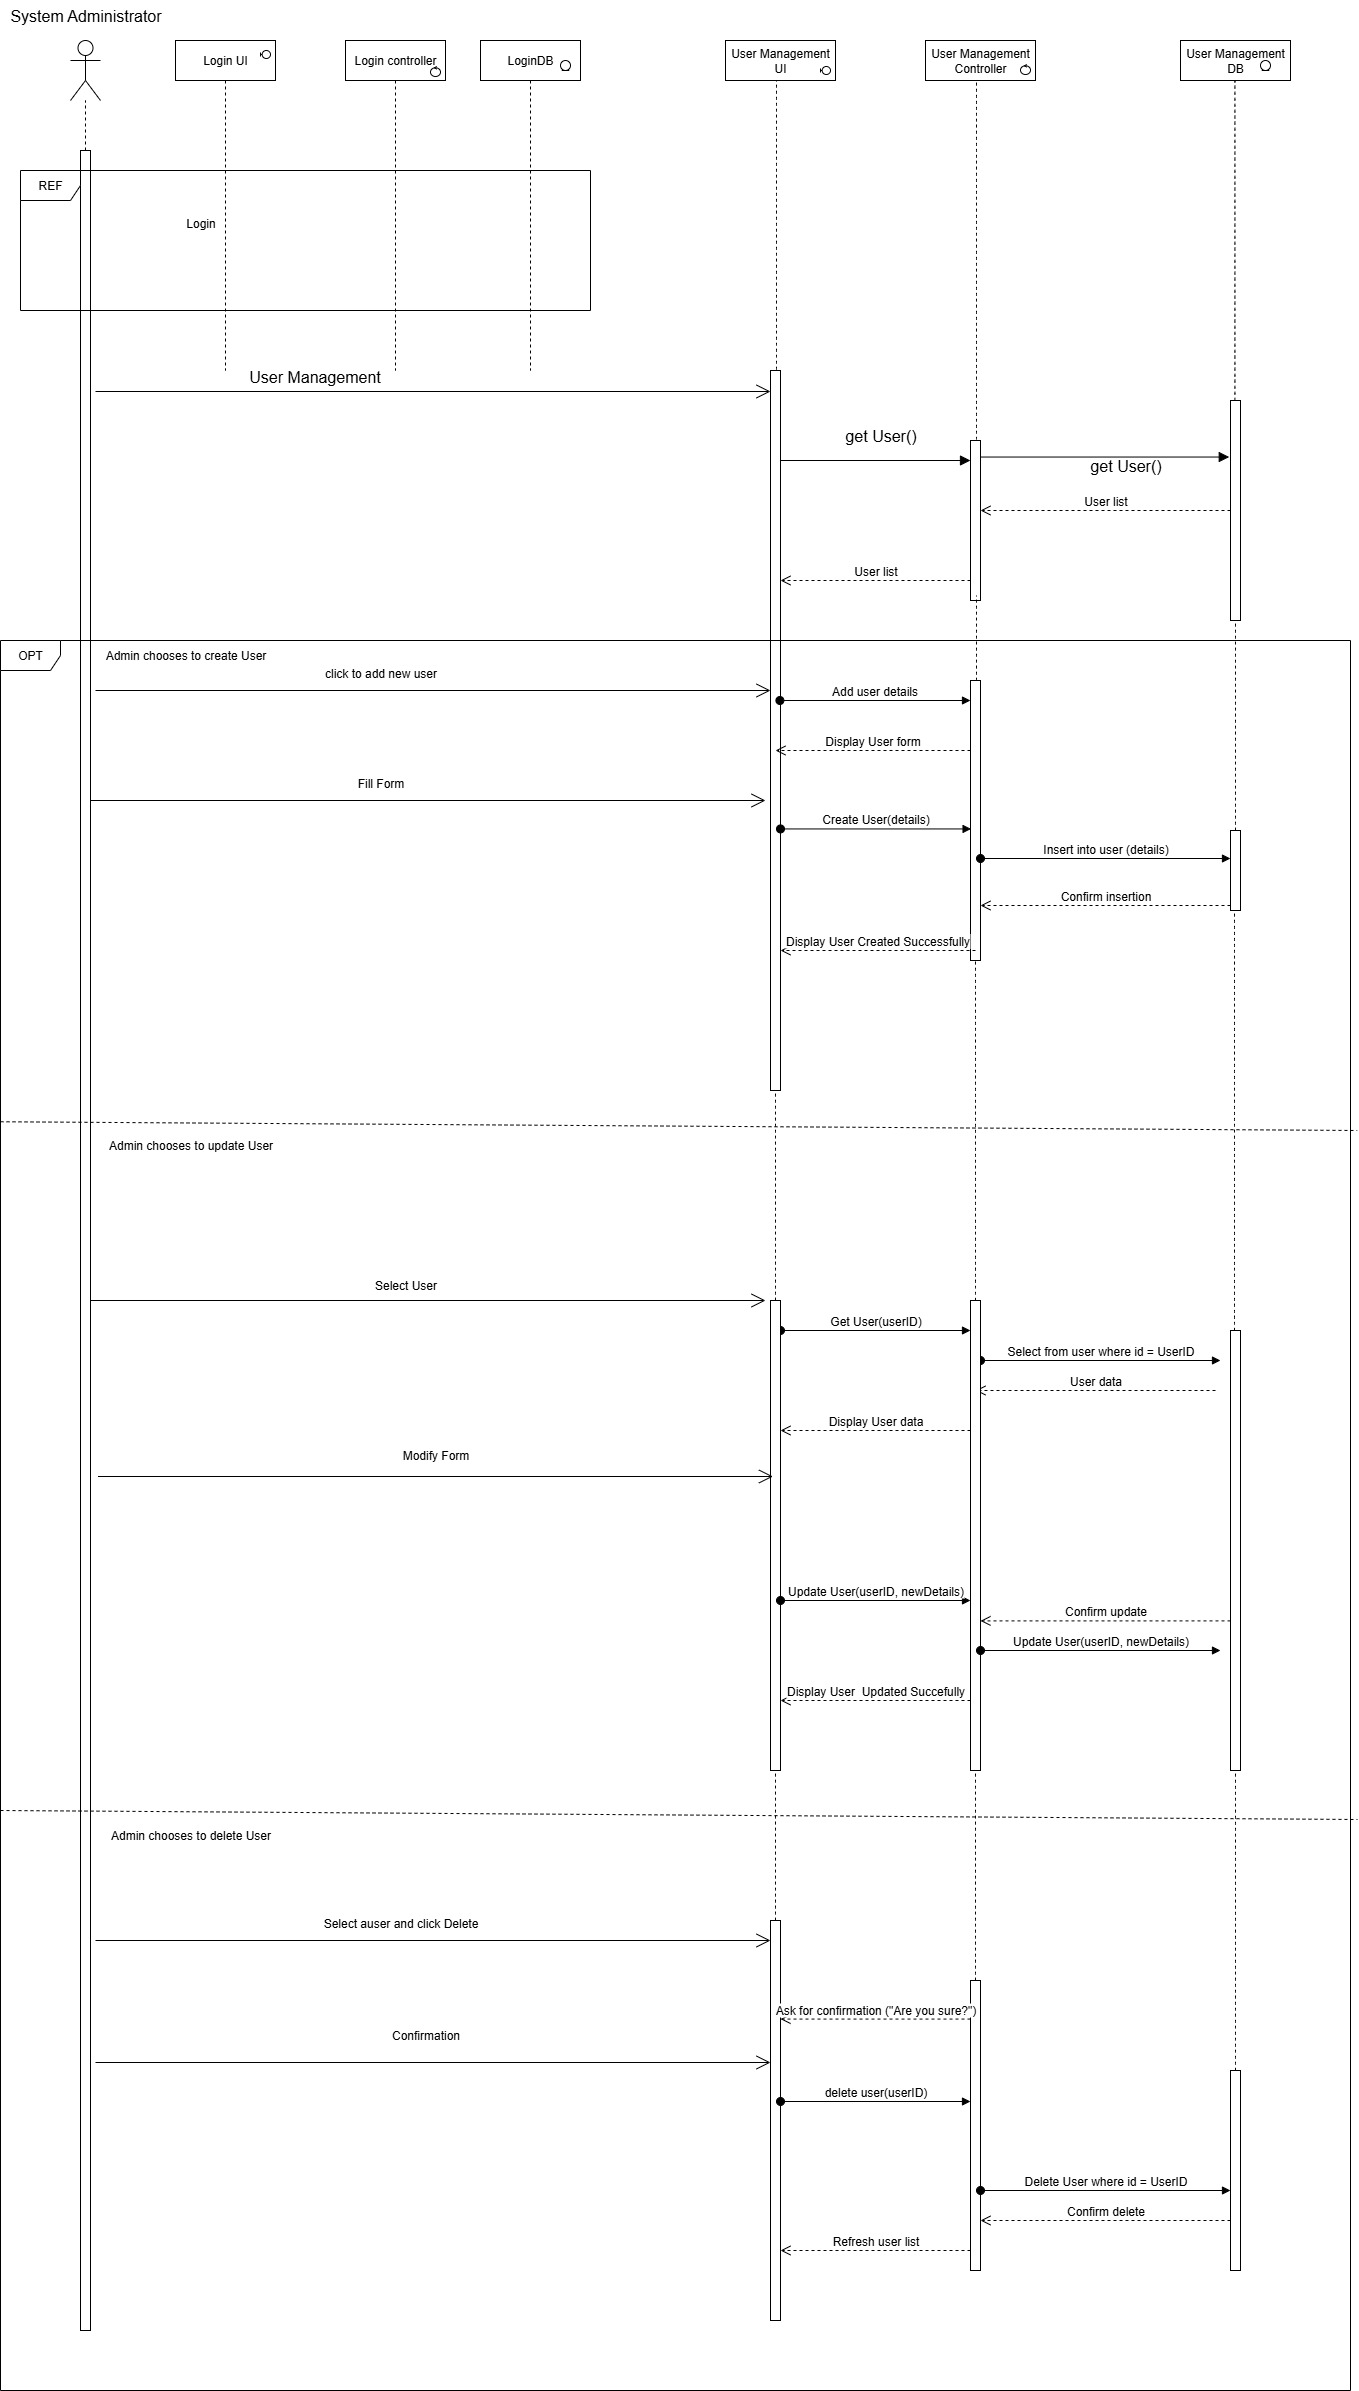 System Administrator
Login UI
Login controller
LoginDB
User Management
UI
User Management
Controller
User Management
DB
REF
Login
User Management
get User()
get User()
User list
User list
OPT
Admin chooses to create User
click to add new user
Add user details
Display User form
Fill Form
Create User(details)
Insert into user (details)
Confirm insertion
Display User Created Successfully
Admin chooses to update User
Select User
Get User(userID)
Select from user where id = UserID
User data
Display User data
Modify Form
Update User(userID, newDetails)
Confirm update
Update User(userID, newDetails)
Display User  Updated Succefully
Admin chooses to delete User
Select auser and click Delete
Ask for confirmation ("Are you sure?")
Confirmation
delete user(userID)
Delete User where id = UserID
Confirm delete
Refresh user list